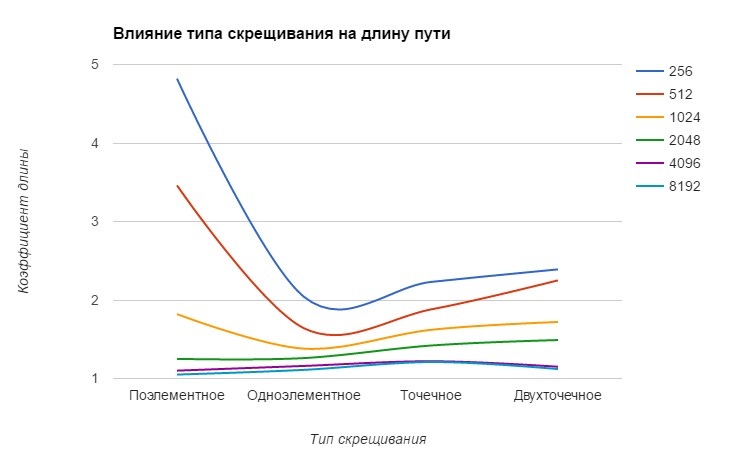 Влияние типа скрещивания на длину пути
5
4
3
2
1
Коэффициент длины
Поэлементное Одноэлементное Точечное Двухточечное
Тип скрещивания
256
512
1024
2048
4096
8192